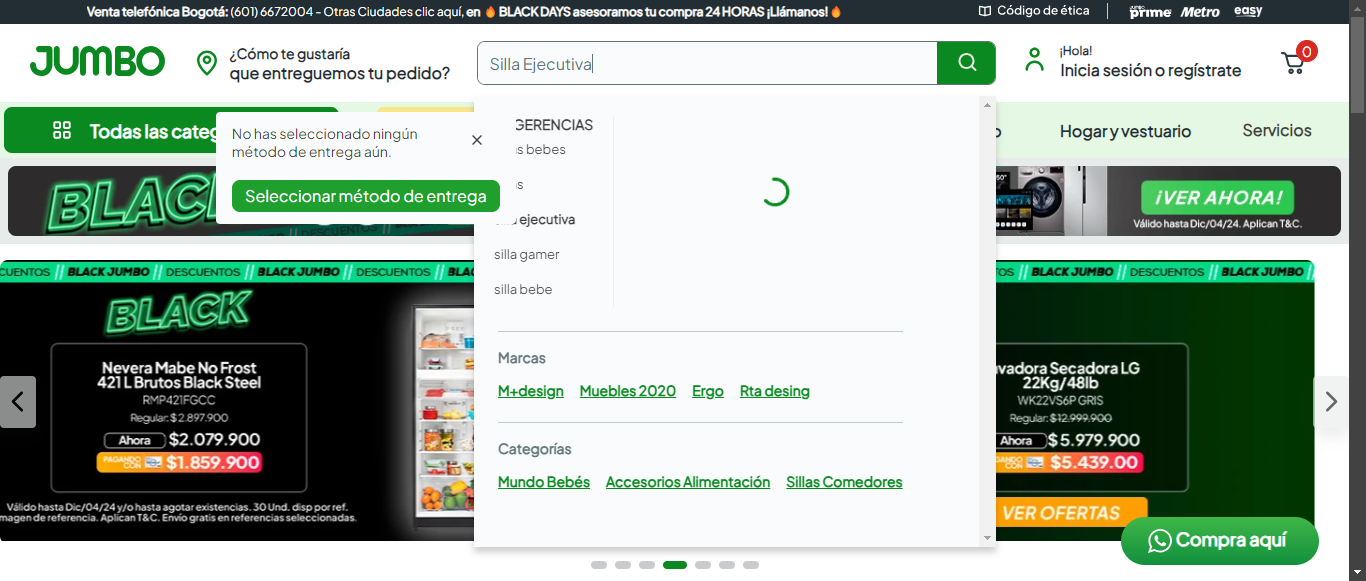 Venta telefónica Bogotá: (601) 6672004 - Otras Ciudades clic aquí, en 🔥 BLACK DAYS asesoramos tu compra 24 HORAS ¡Llámanos!🔥
Código de ética
JUMBO prime
Metro
easy
JUMBO
¿Cómo te gustaría
que entreguemos tu pedido?
Silla Ejecutiva
¡Hola!
Inicia sesión o regístrate
0
Todas las categ
No has seleccionado ningún
método de entrega aún.
Seleccionar método de entrega
Hogar y vestuario
Servicios
BLACK
DESCUENTOS
¡VER AHORA!
Válido hasta Dic/04/24. Aplican T&C.
GERENCIAS
s bebes
s
ejecutiva
silla gamer
silla bebe
Marcas
M+design
Muebles 2020
Ergo
Rta desing
Categorías
Mundo Bebés
Accesorios Alimentación
Sillas Comedores
CUENTOS // BLACK JUMBO // DESCUENTOS // BLACK JUMBO // DESCUENTOS // BLA
OS // BLACK JUMBO // DESCUENTOS // BLACK JUMBO //
BLACK
Nevera Mabe No Frost
421 L Brutos Black Steel
RMP421FGCC
Regular: $2.897.900
Ahora $2.079.900
PAGANDO CON $1.859.900
Válido hasta Dic/04/24 y/o hasta agotar existencias. 30 Und. disp por ref.
magen de referencia. Aplican T&C. Envío gratis en referencias seleccionadas.
vadora Secadora LG
22Kg/48lb
WK22VS6P GRIS
Regular: $12.999.900
Ahora $5.979.900
GANDO CON $5.439.00
VER OFERTAS
Compra aquí